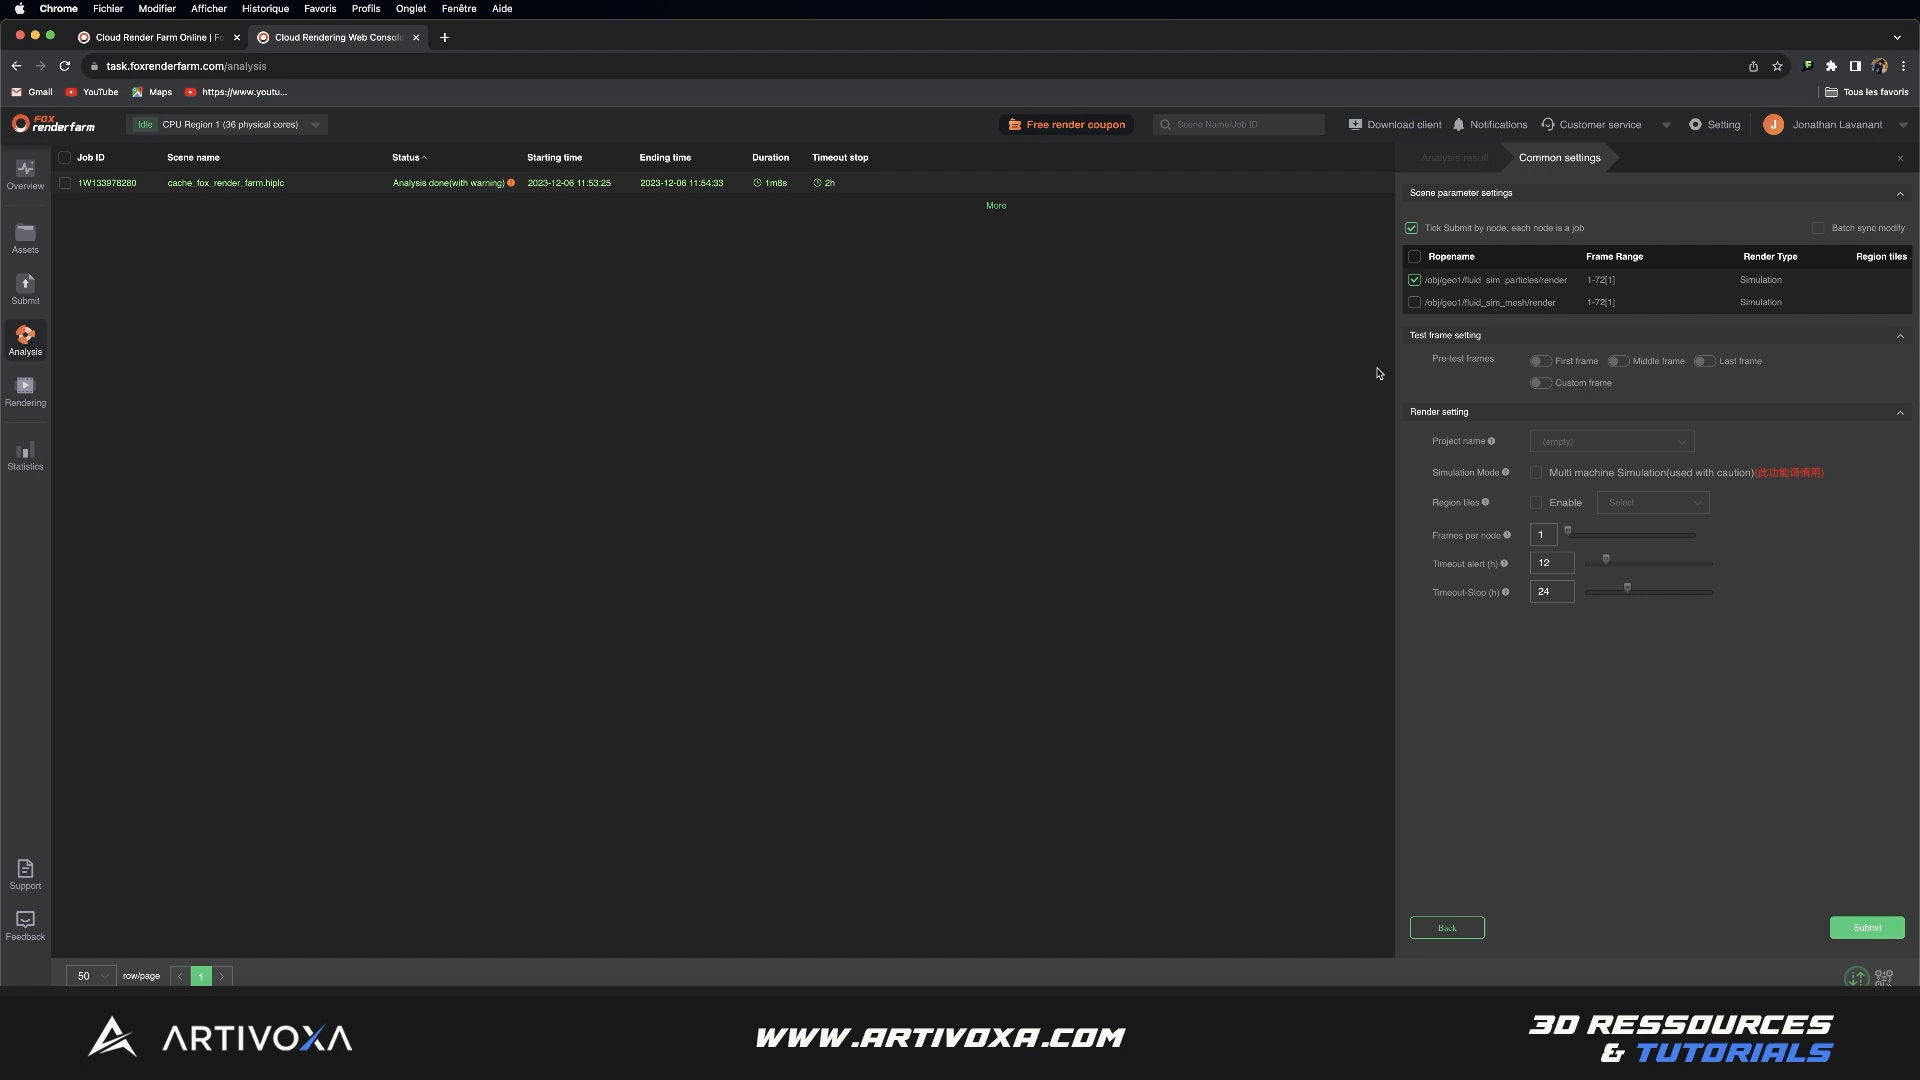 Chrome Fichier Modifier Afficher Historique Favoris Profils Onglet Fenêtre Aide
Cloud Render Farm Online | Fo Cloud Rendering Web Console
task.foxrenderfarm.com/analysis
Gmail YouTube Maps https://www.youtu... Tous les favoris
FOX renderfarm Idle CPU Region 1 (36 physical cores) Free render coupon Scene Name/Job ID Download client Notifications Customer service Setting J Jonathan Lavanant
Job ID Scene name Status Starting time Ending time Duration Timeout stop
1W133978280 cache_fox_render_farm.hiplc Analysis done(with warning) 2023-12-06 11:53:25 2023-12-06 11:54:33 1m8s 2h
More
Overview
Assets
Submit
Analysis
Rendering
Statistics
Support
Feedback
Analysis result Common settings
Scene parameter settings
Tick Submit by node, each node is a job Batch sync modify
Ropename Frame Range Render Type Region tiles
/obj/geo1/fluid_sim_particles/render 1-72[1] Simulation
/obj/geo1/fluid_sim_mesh/render 1-72[1] Simulation
Test frame setting
Pre-test frames First frame Middle frame Last frame
Custom frame
Render setting
Project name (empty)
Simulation Mode Multi machine Simulation(used with caution)(此功能谨慎用)
Region tiles Enable Select
Frames per node 1
Timeout alert (h) 12
Timeout-Stop (h) 24
Back Submit
50 row/page 1
ARTIVOXA WWW.ARTIVOXA.COM 3D RESSOURCES
& TUTORIALS